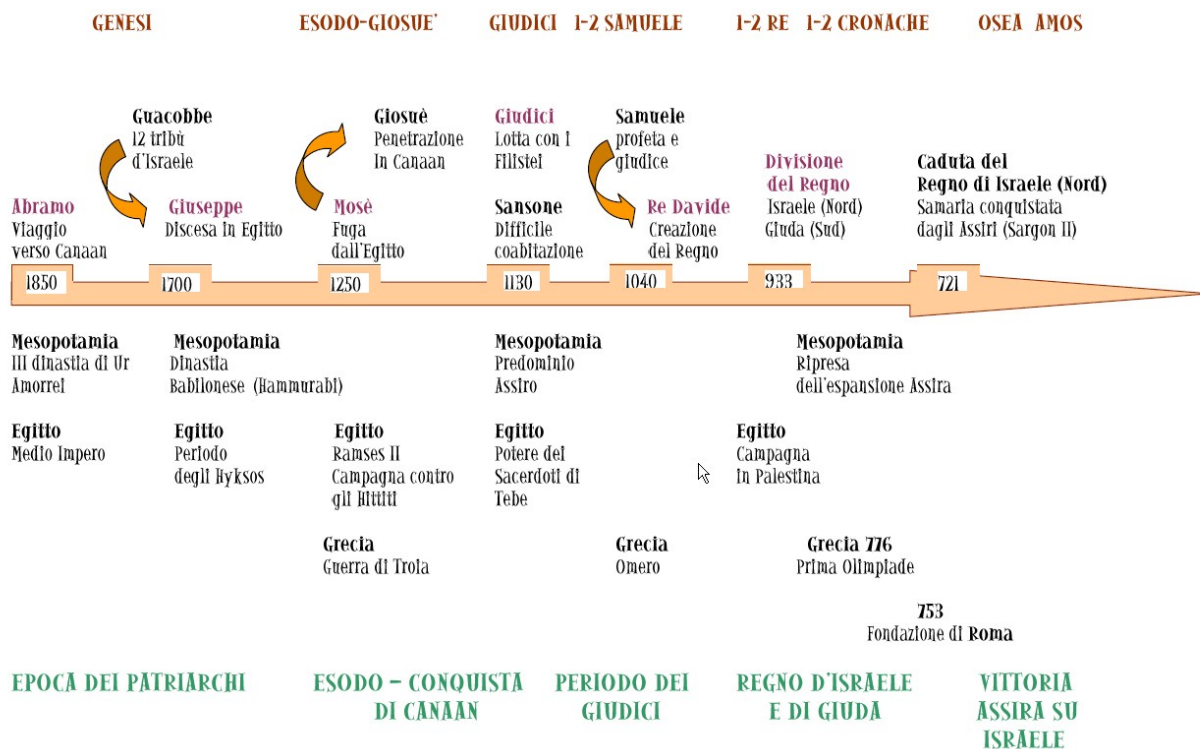 GENESI
ESODO-GIOSUE'
GIUDICI 1-2 SAMUELE
1-2 RE 1-2 CRONACHE
OSEA AMOS
Guacobbe
12 tribù
d'Israele
Giosuè
Penetrazione
In Canaan
Giudici
Lotta con i
Filistei
Samuele
profeta e
giudice
Divisione
del Regno
Israele (Nord)
Giuda (Sud)
Caduta del
Regno di Israele (Nord)
Samaria conquistata
dagli Assiri (Sargon II)
Abramo
Viaggio
verso Canaan
Giuseppe
Discesa in Egitto
Mosè
Fuga
dall'Egitto
Sansone
Difficile
coabitazione
Re Davide
Creazione
del Regno
1850
1700
1250
1130
1040
933
721
Mesopotamia
III dinastia di Ur
Amorrei
Mesopotamia
Dinastia
Babilonese (Hammurabi)
Mesopotamia
Predominio
Assiro
Mesopotamia
Ripresa
dell'espansione Assira
Egitto
Medio Impero
Egitto
Periodo
degli Hyksos
Egitto
Ramses II
Campagna contro
gli Hittiti
Egitto
Potere dei
Sacerdoti di
Tebe
Egitto
Campagna
in Palestina
Grecia
Guerra di Troia
Grecia
Omero
Grecia 776
Prima Olimpiade
753
Fondazione di Roma
EPOCA DEI PATRIARCHI
ESODO – CONQUISTA
DI CANAAN
PERIODO DEI
GIUDICI
REGNO D'ISRAELE
E DI GIUDA
VITTORIA
ASSIRA SU
ISRAELE